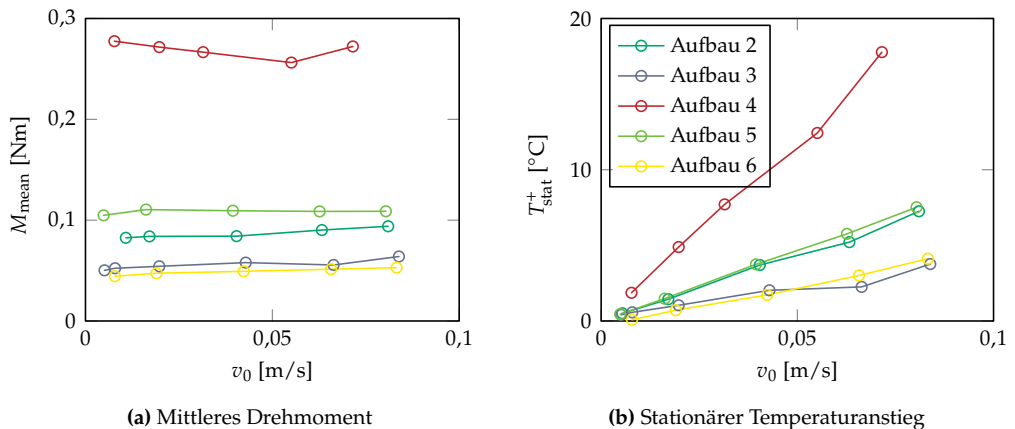 0,3
0,2
0,1
0
0
0,05
0,1
M_mean [Nm]
v_0 [m/s]
(a) Mittleres Drehmoment
20
10
0
0
0,05
0,1
T^+_stat [°C]
v_0 [m/s]
Aufbau 2
Aufbau 3
Aufbau 4
Aufbau 5
Aufbau 6
(b) Stationärer Temperaturanstieg